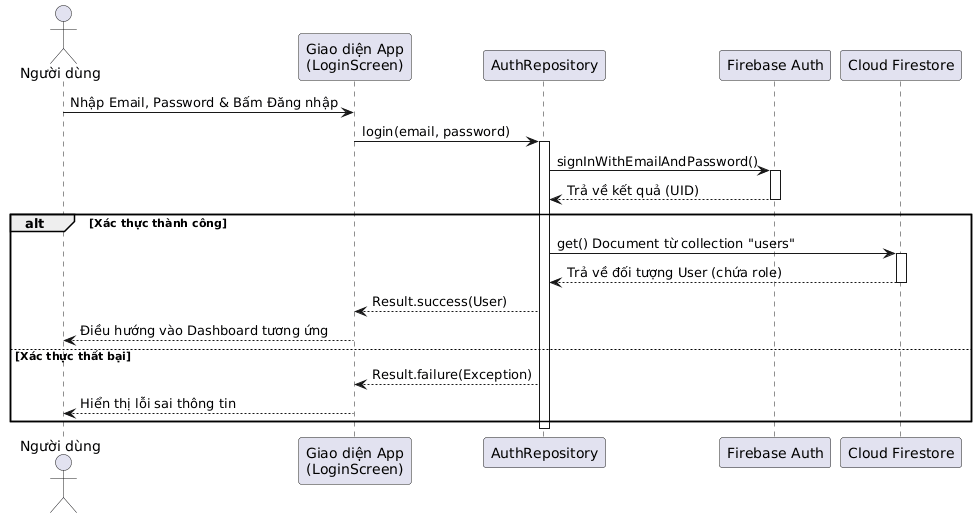 Người dùng
Giao diện App
(LoginScreen)
AuthRepository
Firebase Auth
Cloud Firestore
Nhập Email, Password & Bấm Đăng nhập
login(email, password)
signInWithEmailAndPassword()
Trả về kết quả (UID)
alt
[Xác thực thành công]
get() Document từ collection "users"
Trả về đối tượng User (chứa role)
Result.success(User)
Điều hướng vào Dashboard tương ứng
[Xác thực thất bại]
Result.failure(Exception)
Hiển thị lỗi sai thông tin
Người dùng
Giao diện App
(LoginScreen)
AuthRepository
Firebase Auth
Cloud Firestore